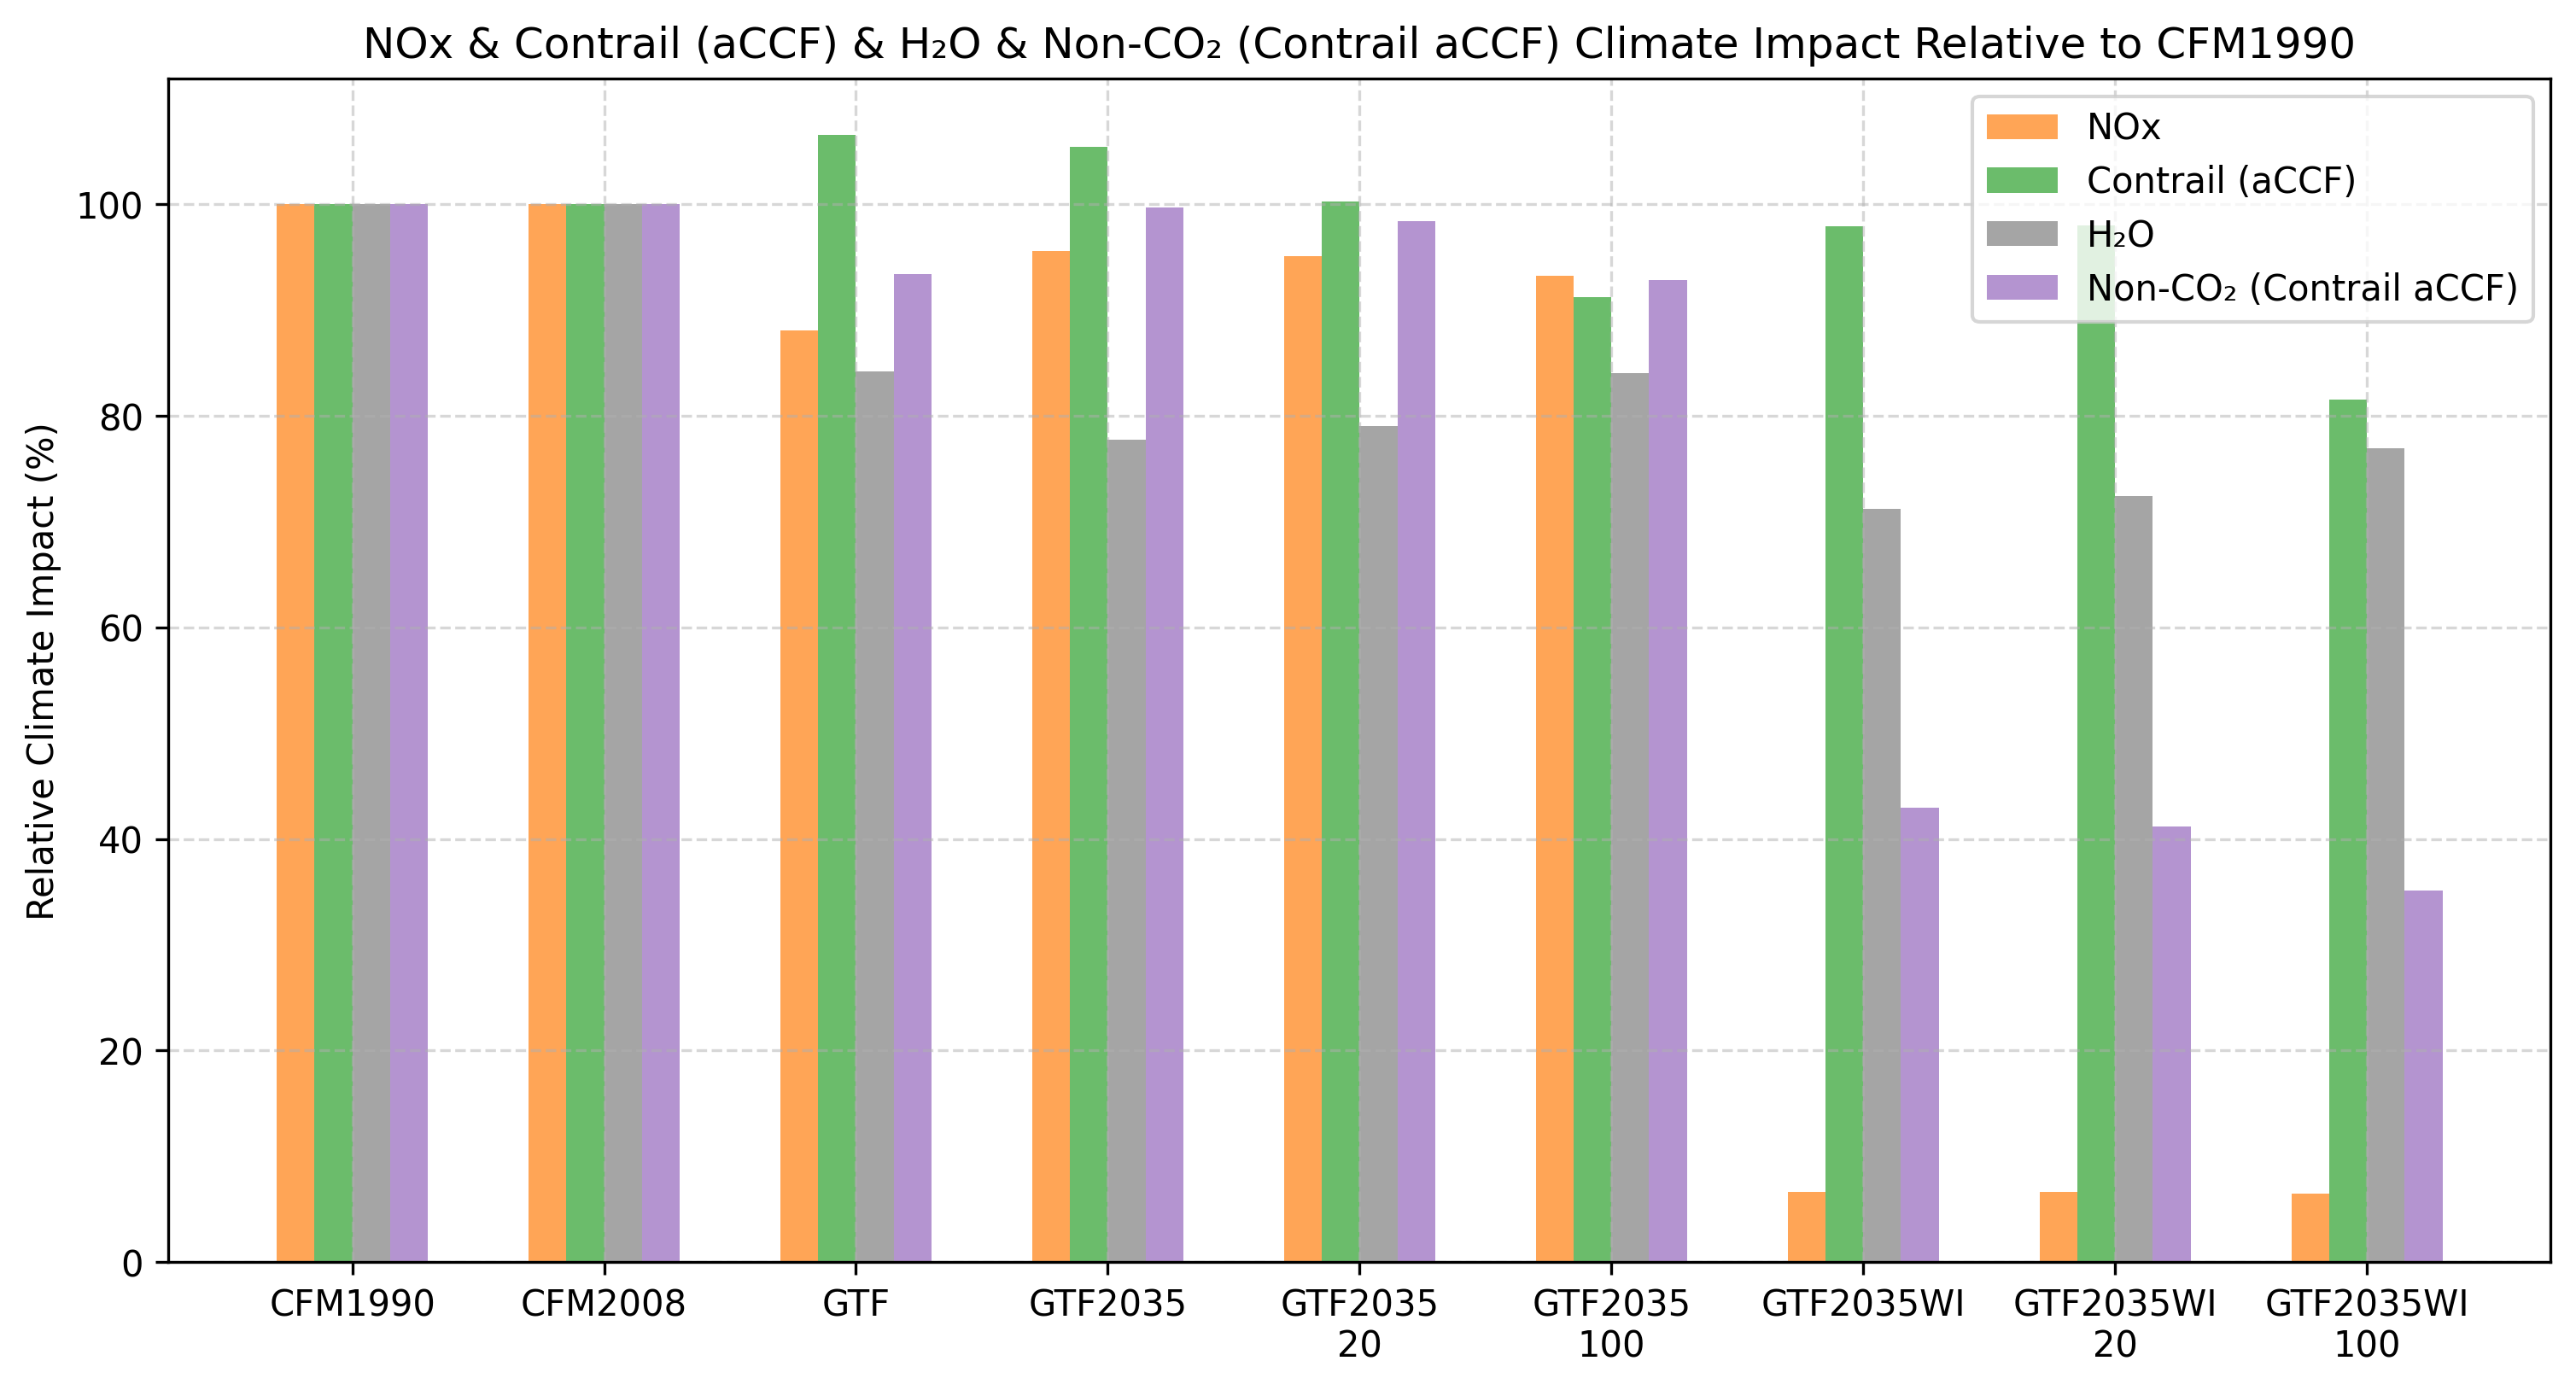 NOx & Contrail (aCCF) & H₂O & Non-CO₂ (Contrail aCCF) Climate Impact Relative to CFM1990
NOx
Contrail (aCCF)
H₂O
Non-CO₂ (Contrail aCCF)
Relative Climate Impact (%)
100
80
60
40
20
0
CFM1990 CFM2008 GTF GTF2035 GTF2035 GTF2035 GTF2035WI GTF2035WI GTF2035WI
20 100 20 100